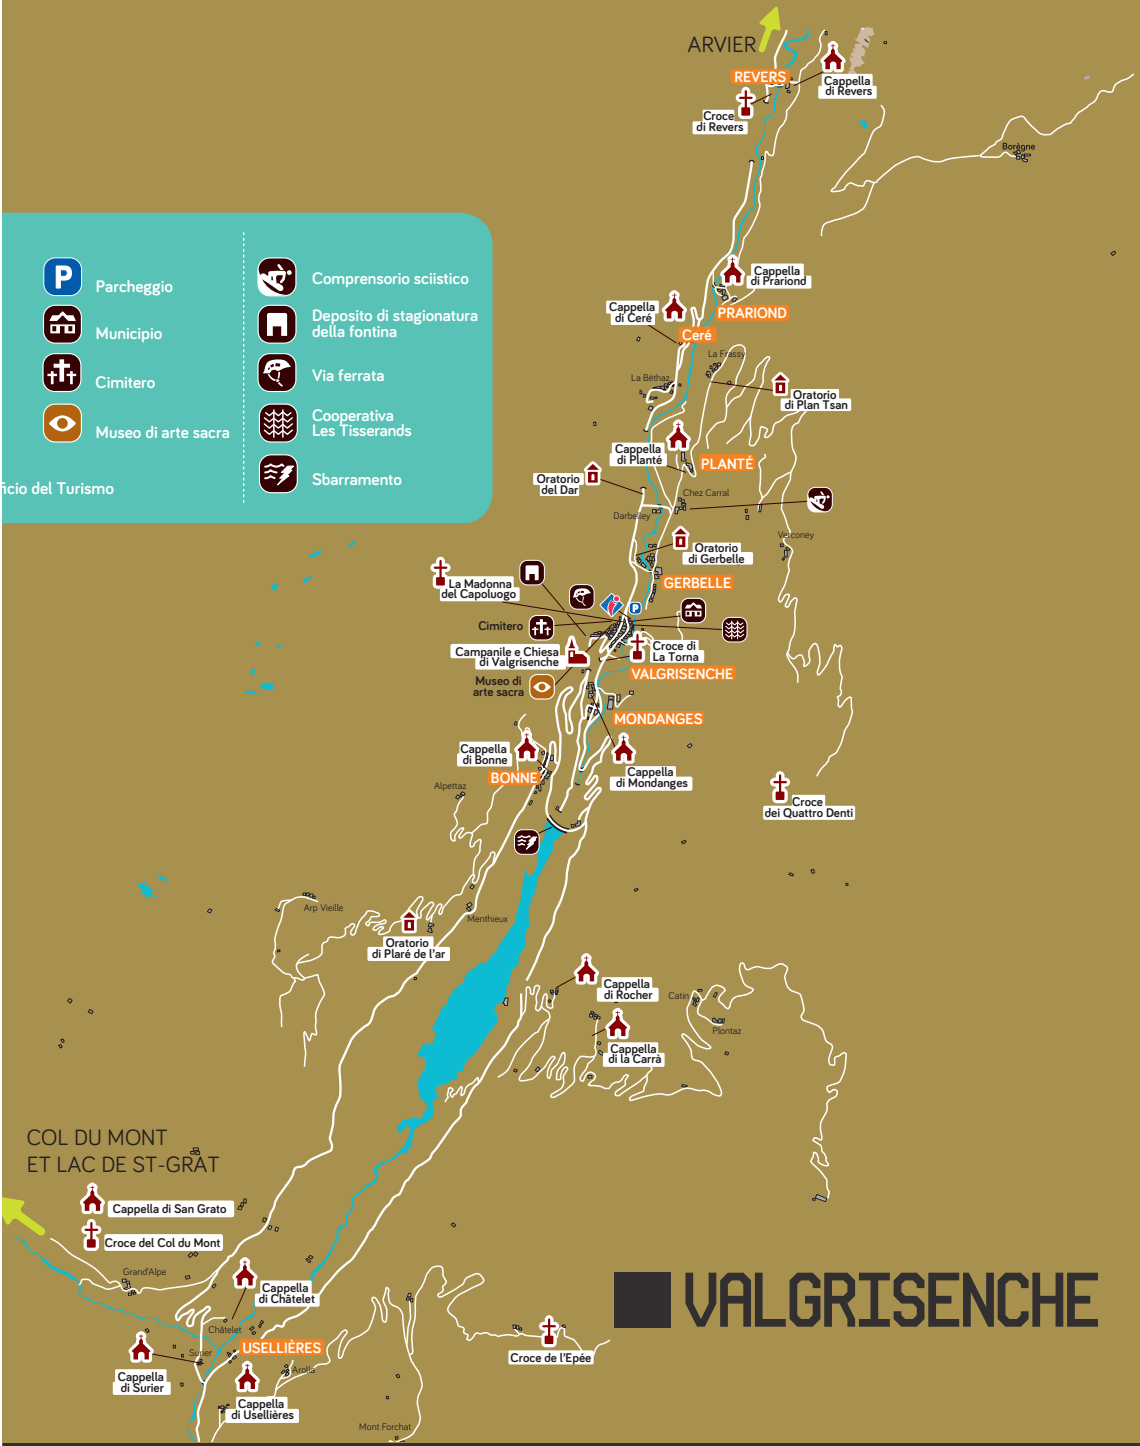 ARVIER
REVERS
Cappella
di Revers
Croce
di Revers
Borègne
P
Parcheggio
Municipio
Cimitero
Museo di arte sacra
ficio del Turismo
Comprensorio sciistico
Deposito di stagionatura
della fontina
Via ferrata
Cooperativa
Les Tisserands
Sbarramento
Cappella
di Prariond
PRARIOND
Cappella
di Ceré
Ceré
La Frassy
La Béthaz
Oratorio
di Plan Tsan
Cappella
di Planté
PLANTÉ
Oratorio
del Dar
Chez Carral
Darbelley
Verconey
Oratorio
di Gerbelle
GERBELLE
La Madonna
del Capoluogo
P
Cimitero
Campanile e Chiesa
di Valgrisenche
Croce di
La Torna
VALGRISENCHE
Museo di
arte sacra
MONDANGES
Cappella
di Bonne
BONNE
Cappella
di Mondanges
Alpettaz
Croce
dei Quattro Denti
Arp Vieille
Menthieux
Oratorio
di Plaré de l'ar
Cappella
di Rocher
Catin
Plontaz
Cappella
di la Carrà
COL DU MONT
ET LAC DE ST-GRAT
Cappella di San Grato
Croce del Col du Mont
Grand'Alpe
Cappella
di Châtelet
Châtelet
USELLIÈRES
Surier
Cappella
di Surier
Arolla
Cappella
di Usellières
Mont Forchat
Croce de l'Epée
VALGRISENCHE